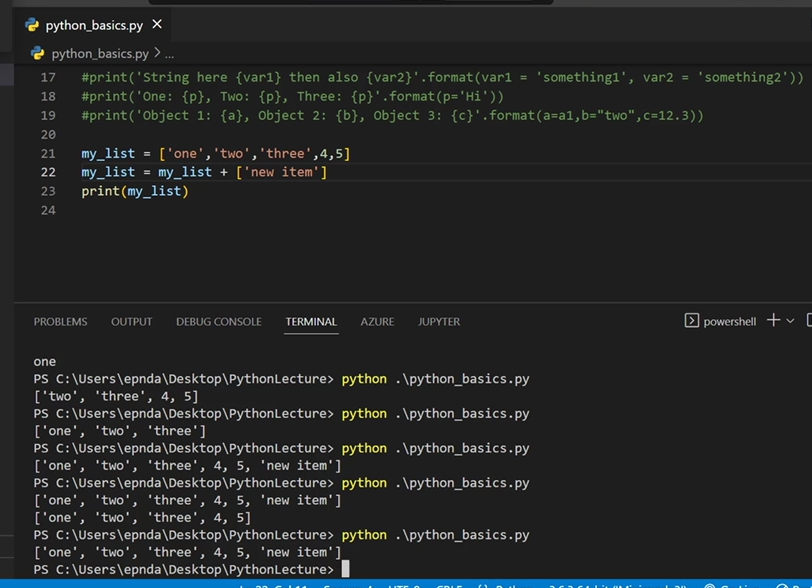 python_basics.py ×
python_basics.py > ...
17 #print('String here {var1} then also {var2}'.format(var1 = 'something1', var2 = 'something2'))
18 #print('One: {p}, Two: {p}, Three: {p}'.format(p='Hi'))
19 #print('Object 1: {a}, Object 2: {b}, Object 3: {c}'.format(a=a1,b="two",c=12.3))
20
21 my_list = ['one','two','three',4,5]
22 my_list = my_list + ['new item']
23 print(my_list)
24
PROBLEMS OUTPUT DEBUG CONSOLE TERMINAL AZURE JUPYTER powershell
one
PS C:\Users\epnda\Desktop\PythonLecture> python .\python_basics.py
['two', 'three', 4, 5]
PS C:\Users\epnda\Desktop\PythonLecture> python .\python_basics.py
['one', 'two', 'three']
PS C:\Users\epnda\Desktop\PythonLecture> python .\python_basics.py
['one', 'two', 'three', 4, 5, 'new item']
PS C:\Users\epnda\Desktop\PythonLecture> python .\python_basics.py
['one', 'two', 'three', 4, 5, 'new item']
['one', 'two', 'three', 4, 5]
PS C:\Users\epnda\Desktop\PythonLecture> python .\python_basics.py
['one', 'two', 'three', 4, 5, 'new item']
PS C:\Users\epnda\Desktop\PythonLecture>